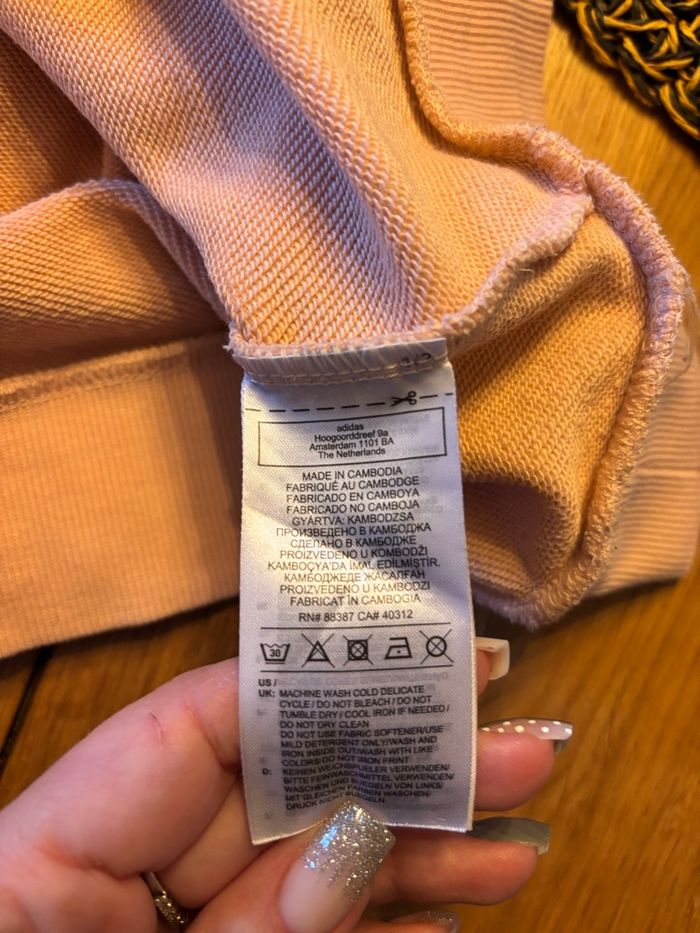 adidas
Hoogoorddreef 9a
Amsterdam 1101 BA
The Netherlands
MADE IN CAMBODIA
FABRIQUÉ AU CAMBODGE
FABRICADO EN CAMBOYA
FABRICADO NO CAMBOJA
GYÁRTVA: KAMBODZSA
ПРОИЗВЕДЕНО В КАМБОДЖА
СДЕЛАНО В КАМБОДЖЕ
PROIZVEDENO U KOMBODŽI
KAMBOÇYA'DA IMAL EDİLMİŞTİR.
КАМБОДЖЕДЕ ЖАСАЛҒАН
PROIZVEDENO U KAMBODZI
FABRICAT ÎN CAMBOGIA
RN# 88387 CA# 40312
30
US /
UK: MACHINE WASH COLD DELICATE
CYCLE / DO NOT BLEACH / DO NOT
TUMBLE DRY / COOL IRON IF NEEDED /
DO NOT DRY CLEAN
DO NOT USE FABRIC SOFTENER/USE
MILD DETERGENT ONLY/WASH AND
IRON INSIDE OUT/WASH WITH LIKE
COLORS/DO NOT IRON PRINT
D: KEINEN WEICHSPUELER VERWENDEN/
BITTE FEINWASCHMITTEL VERWENDEN/
WASCHEN UND BUEGELN VON LINKS/
MIT GLEICHEN FARBEN WASCHEN/
DRUCK NICHT BUEGELN